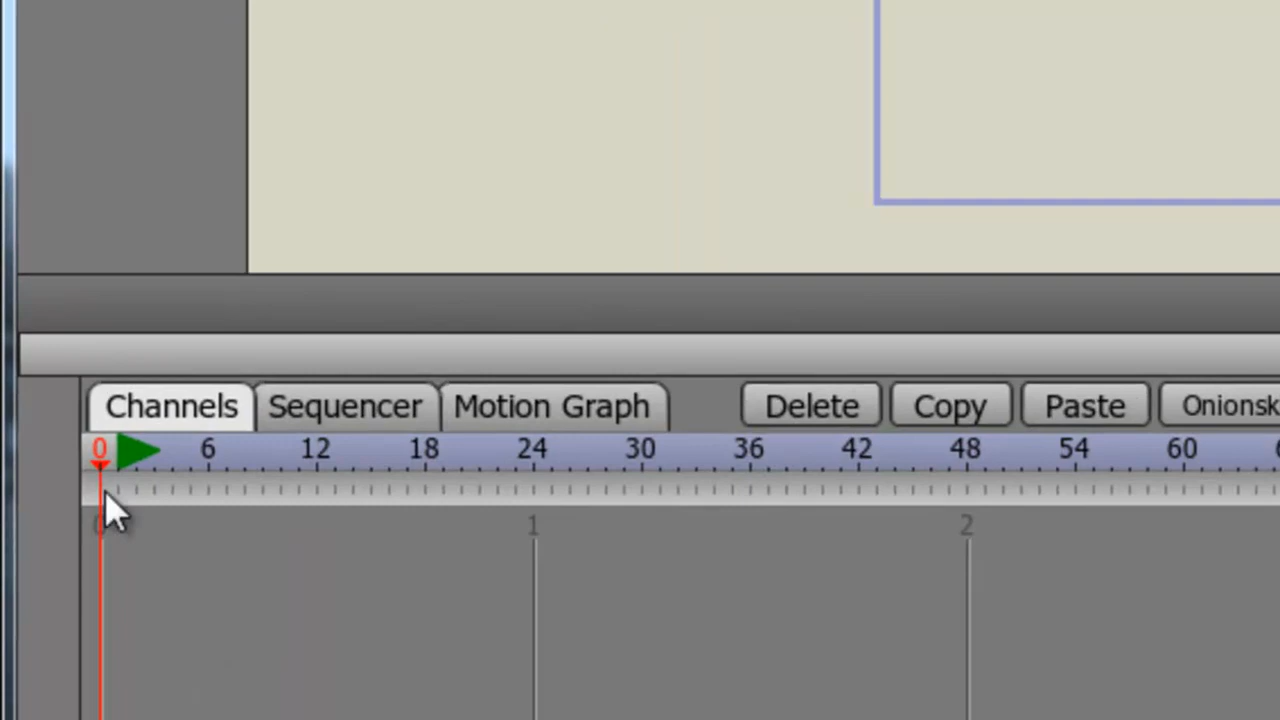 Channels Sequencer Motion Graph Delete Copy Paste Onionsk
0 6 12 18 24 30 36 42 48 54 60
1 2